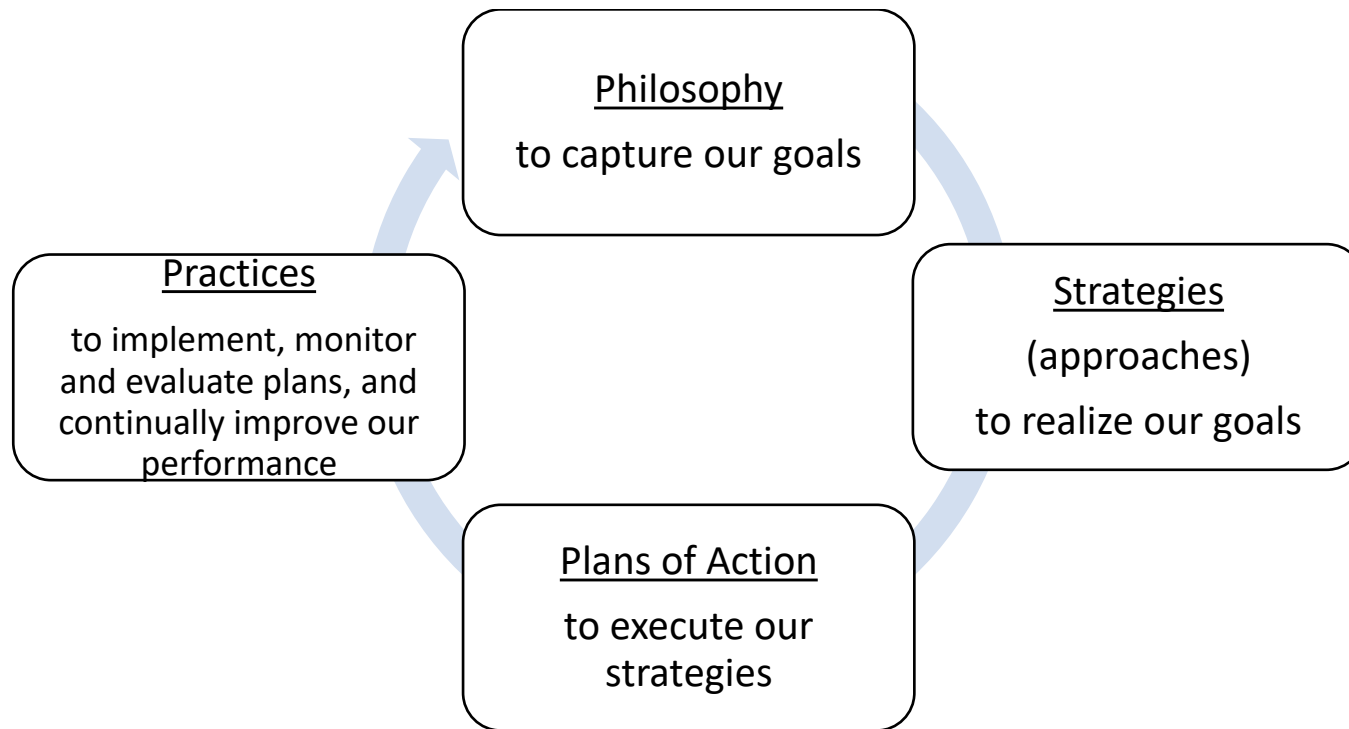 Philosophy
to capture our goals
Strategies
(approaches)
to realize our goals
Plans of Action
to execute our
strategies
Practices
to implement, monitor
and evaluate plans, and
continually improve our
performance